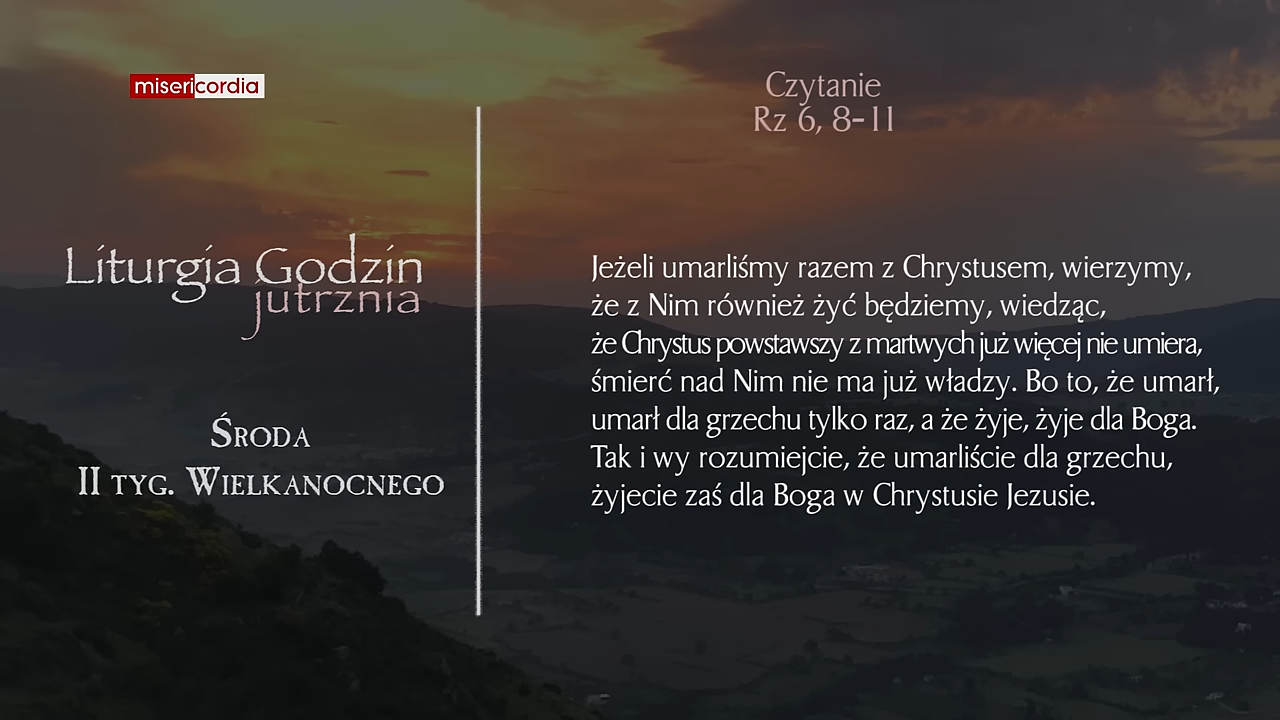 misericordia
Liturgia Godzin
jutrznia
Środa
II tyg. Wielkanocnego
Czytanie
Rz 6, 8-11
Jeżeli umarliśmy razem z Chrystusem, wierzymy,
że z Nim również żyć będziemy, wiedząc,
że Chrystus powstawszy z martwych już więcej nie umiera,
śmierć nad Nim nie ma już władzy. Bo to, że umarł,
umarł dla grzechu tylko raz, a że żyje, żyje dla Boga.
Tak i wy rozumiejcie, że umarliście dla grzechu,
żyjecie zaś dla Boga w Chrystusie Jezusie.